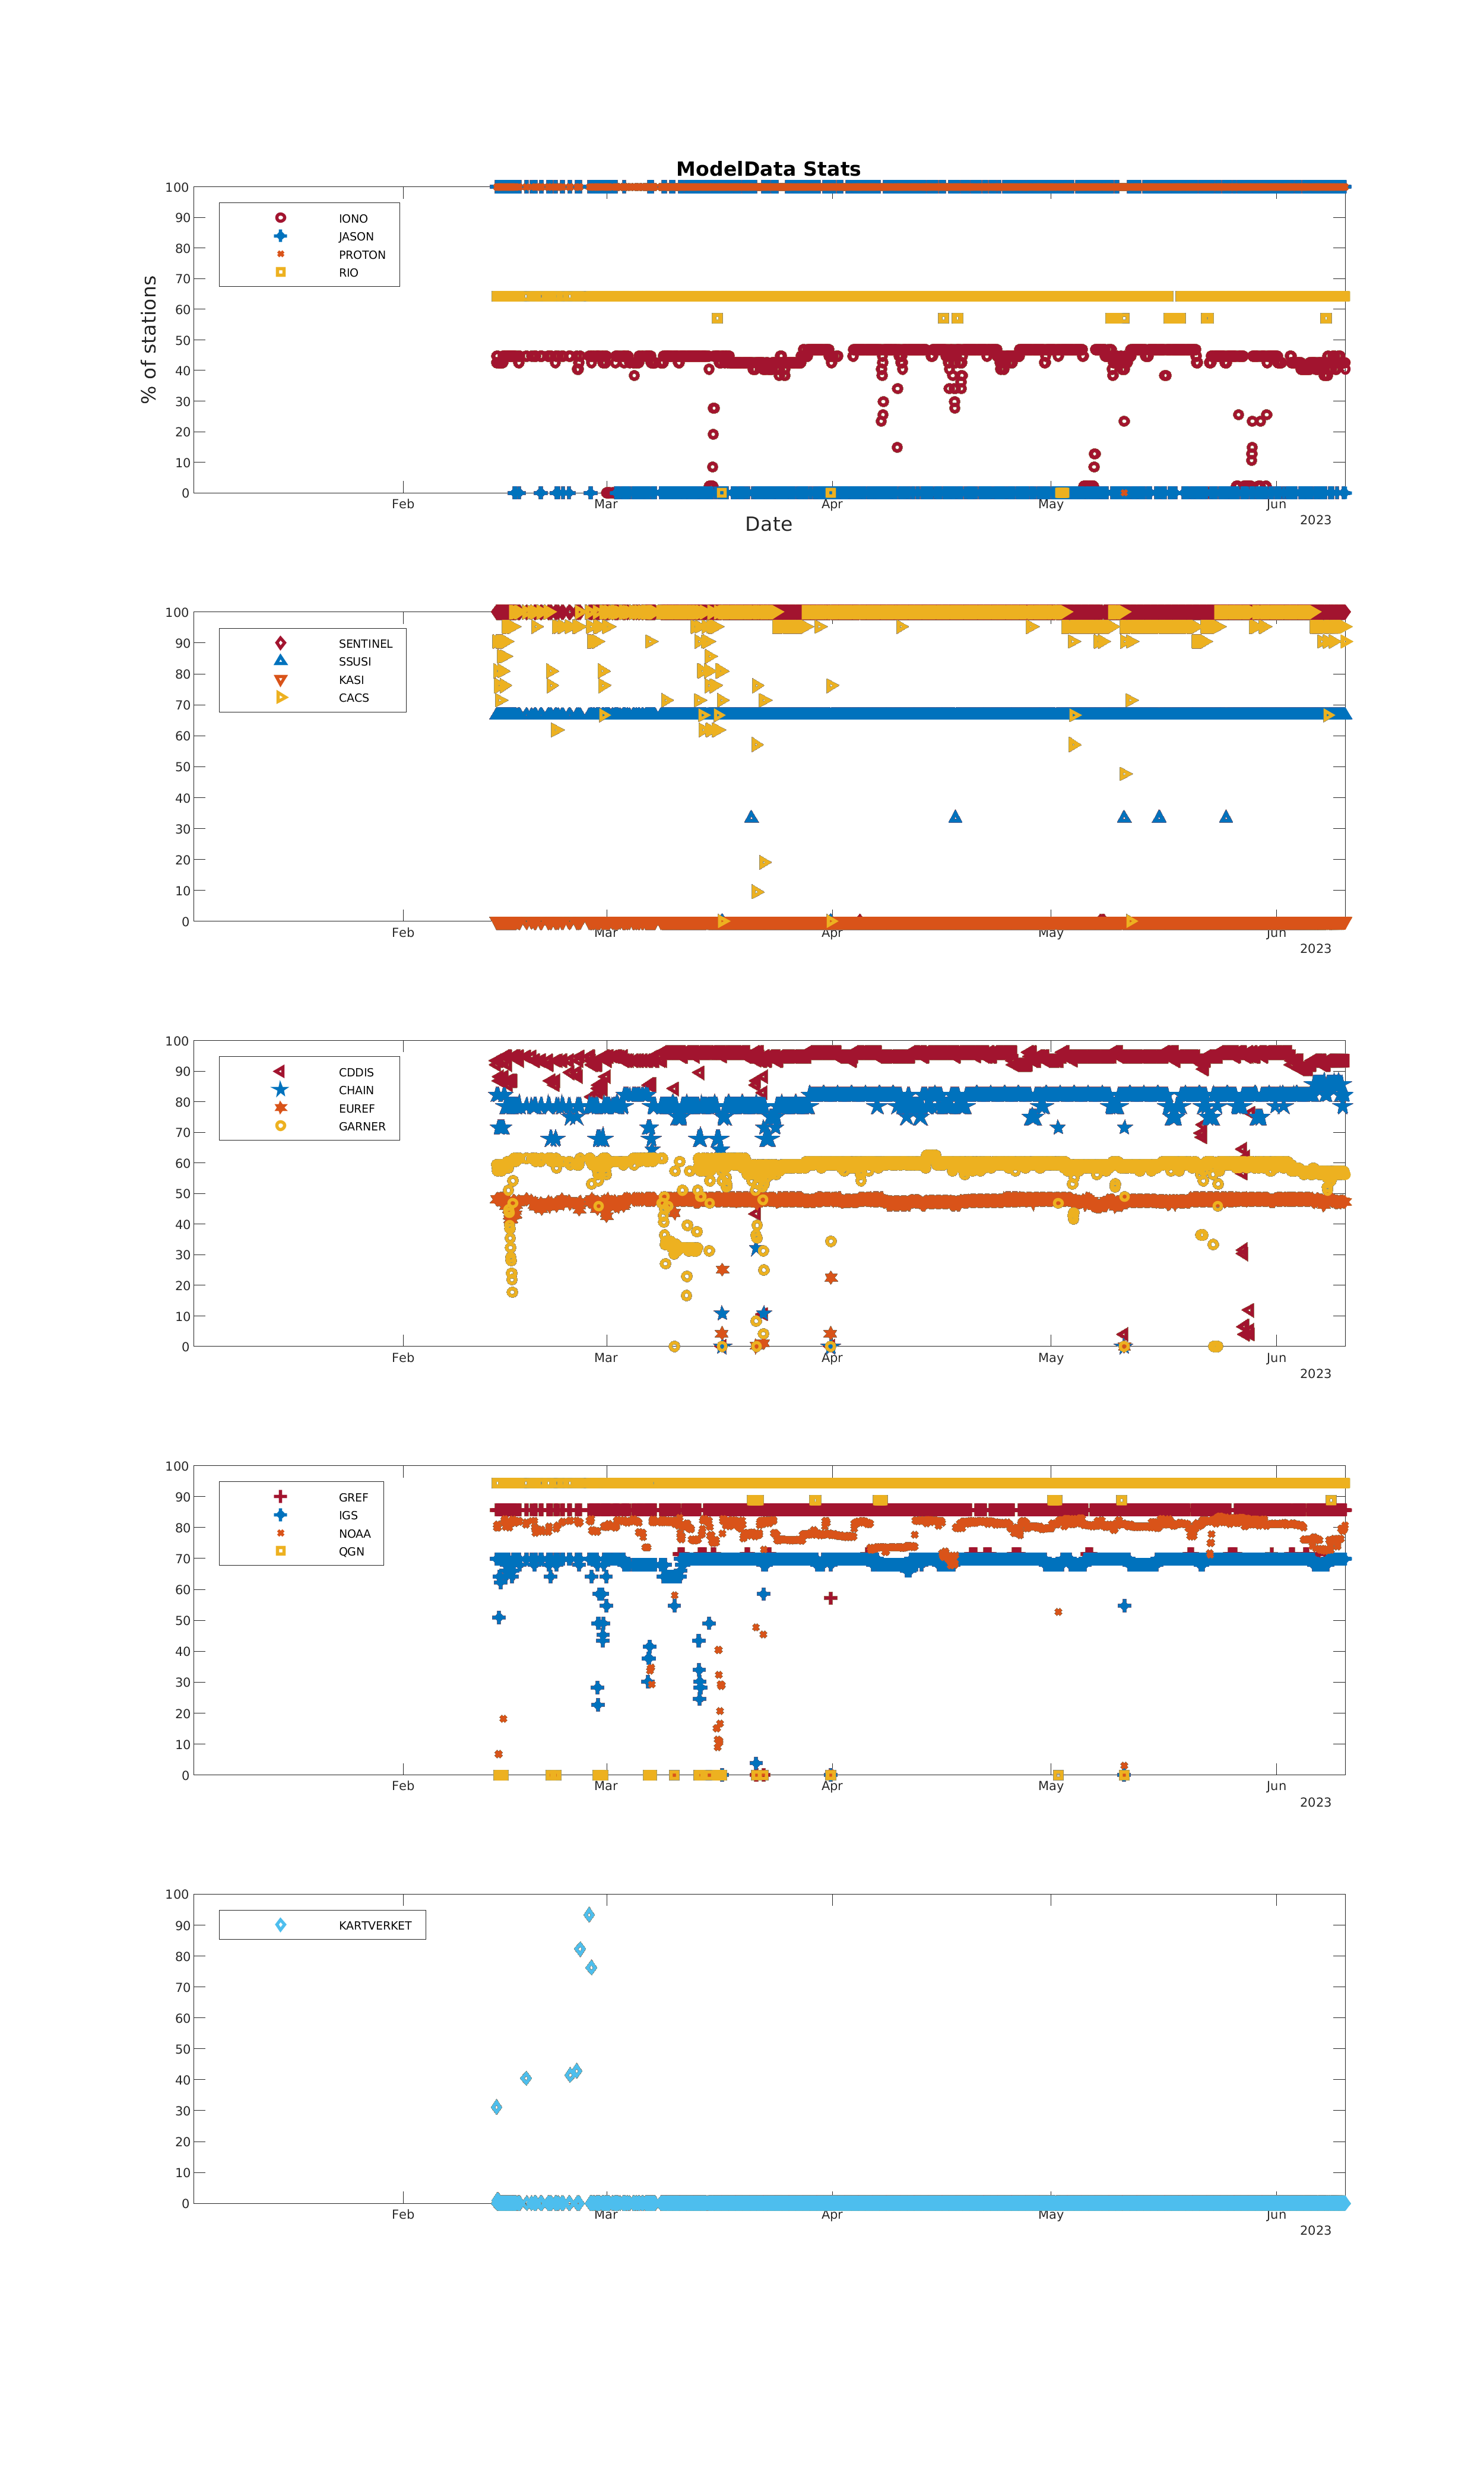 ModelData Stats
100
90
80
70
60
50
40
30
20
10
0
% of stations
IONO
JASON
PROTON
RIO
Feb Mar Apr May Jun
2023
Date
100
90
80
70
60
50
40
30
20
10
0
SENTINEL
SSUSI
KASI
CACS
Feb Mar Apr May Jun
2023
100
90
80
70
60
50
40
30
20
10
0
CDDIS
CHAIN
EUREF
GARNER
Feb Mar Apr May Jun
2023
100
90
80
70
60
50
40
30
20
10
0
GREF
IGS
NOAA
QGN
Feb Mar Apr May Jun
2023
100
90
80
70
60
50
40
30
20
10
0
KARTVERKET
Feb Mar Apr May Jun
2023